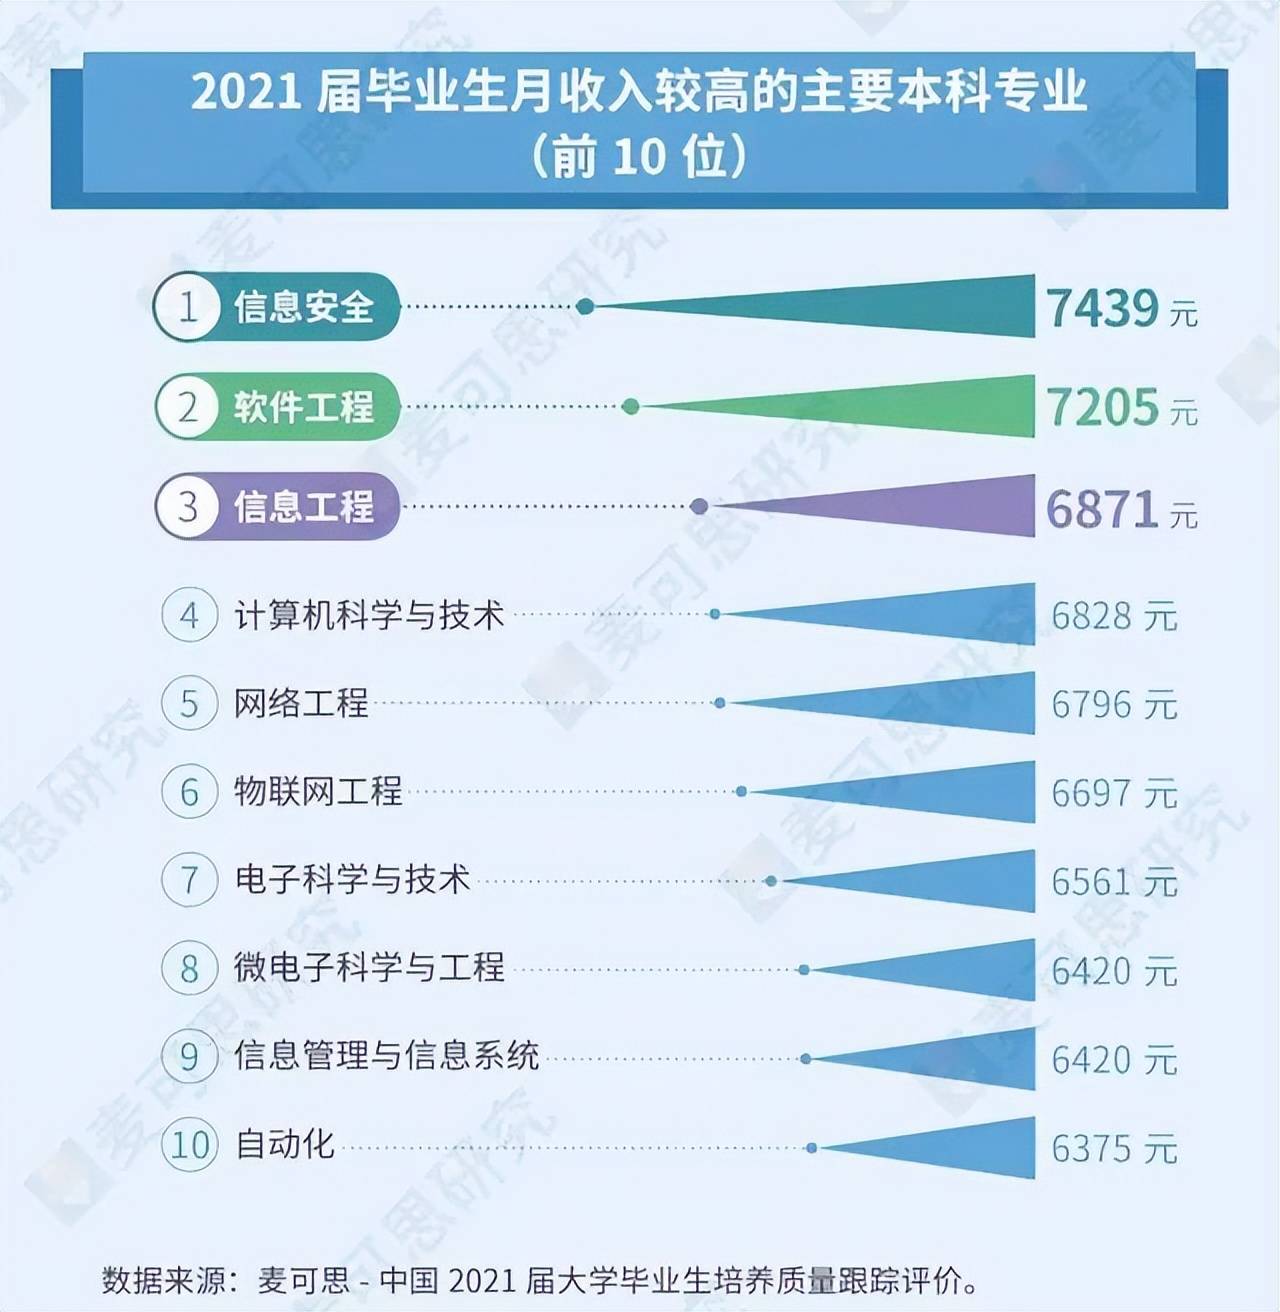 2021 届毕业生月收入较高的主要本科专业
（前 10 位）
1 信息安全 7439 元
2 软件工程 7205 元
3 信息工程 6871 元
4 计算机科学与技术 6828 元
5 网络工程 6796 元
6 物联网工程 6697 元
7 电子科学与技术 6561 元
8 微电子科学与工程 6420 元
9 信息管理与信息系统 6420 元
10 自动化 6375 元
数据来源：麦可思 - 中国 2021 届大学毕业生培养质量跟踪评价。
麦可思研究